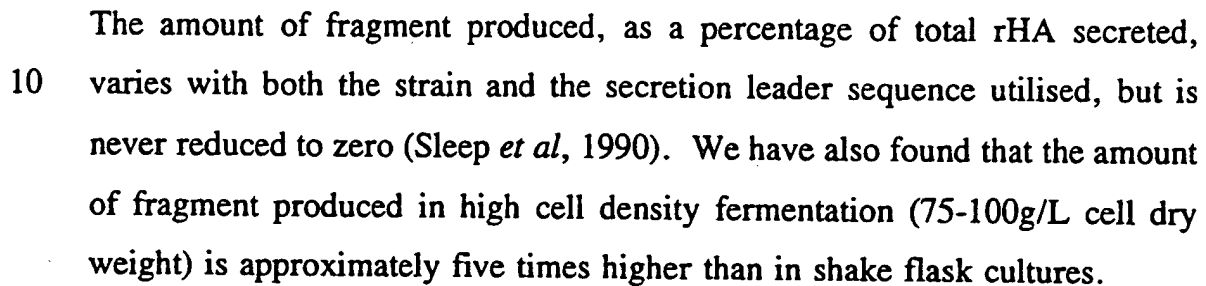 The amount of fragment produced, as a percentage of total rHA secreted,
10 varies with both the strain and the secretion leader sequence utilised, but is
never reduced to zero (Sleep et al, 1990). We have also found that the amount
of fragment produced in high cell density fermentation (75-100g/L cell dry
weight) is approximately five times higher than in shake flask cultures.